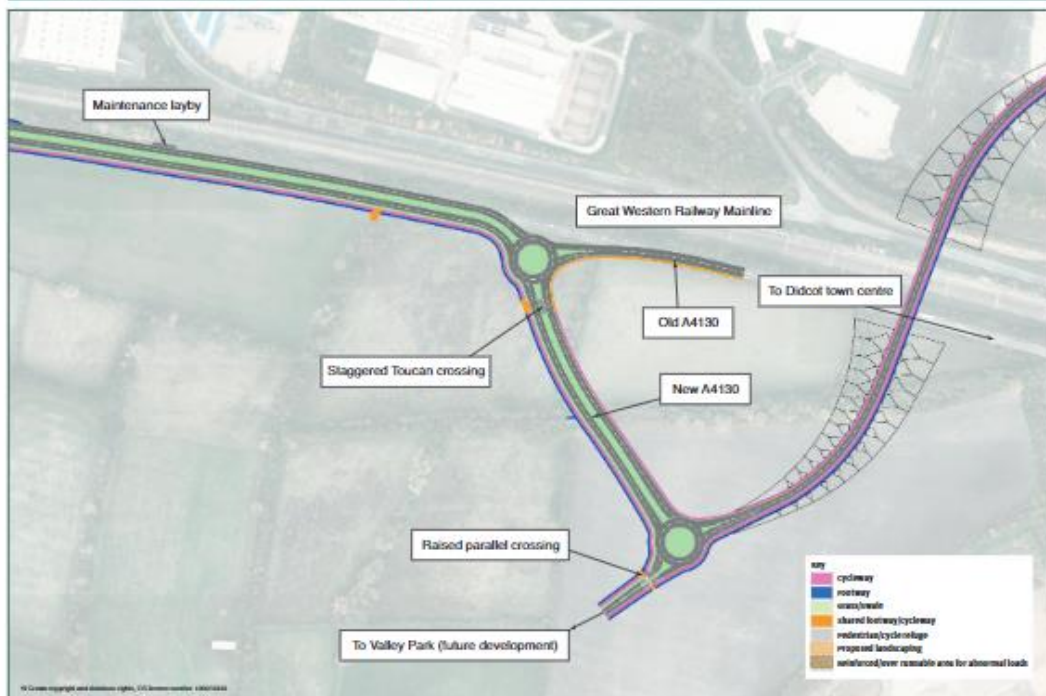 Maintenance layby
Great Western Railway Mainline
To Didcot town centre
Old A4130
Staggered Toucan crossing
New A4130
Raised parallel crossing
To Valley Park (future development)
key
cycleway
footway
grass/swale
shared footway/cycleway
Pedestrian/cycle refuge
Proposed landscaping
Reinforced/over runnable area for abnormal loads